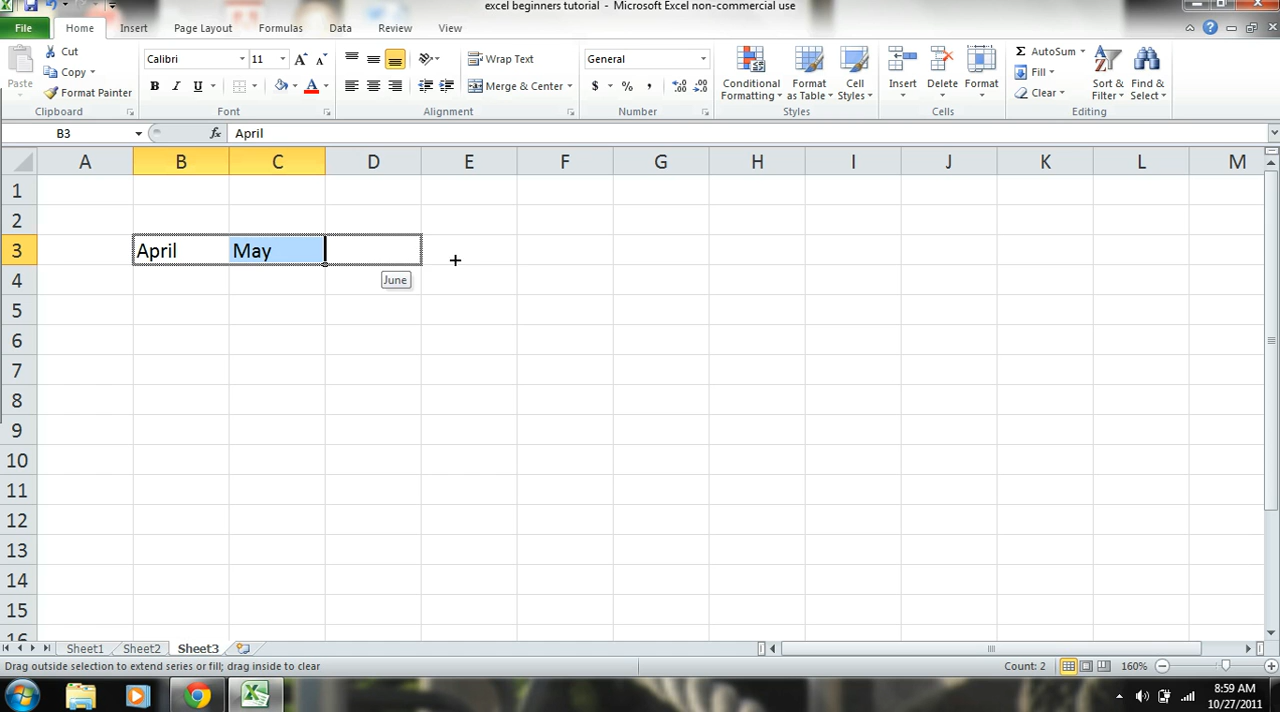 excel beginners tutorial - Microsoft Excel non-commercial use
File Home Insert Page Layout Formulas Data Review View
Paste
Cut
Copy
Format Painter
Clipboard
Calibri 11
B I U
Font
Wrap Text
Merge & Center
Alignment
General
$ % ,
Number
Conditional Formatting
Format as Table
Cell Styles
Styles
Insert
Delete
Format
Cells
AutoSum
Fill
Clear
Sort & Filter
Find & Select
Editing
B3 fx April
A B C D E F G H I J K L M
1
2
3 April May
June
4
5
6
7
8
9
10
11
12
13
14
15
16
Sheet1 Sheet2 Sheet3
Drag outside selection to extend series or fill; drag inside to clear Count: 2 160%
8:59 AM
10/27/2011